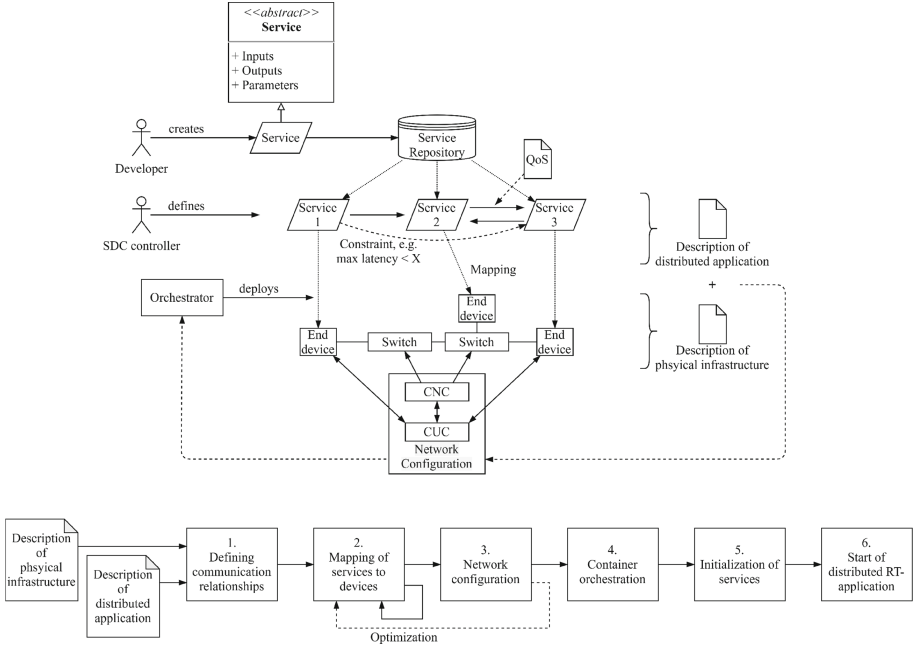 <<abstract>>
Service
+ Inputs
+ Outputs
+ Parameters
creates
Developer
Service
Service
Repository
QoS
defines
SDC controller
Service
1
Service
2
Service
3
Constraint, e.g.
max latency < X
Mapping
Description of
distributed application
+
Orchestrator
deploys
End
device
End
device
Switch
Switch
End
device
Description of
phsyical infrastructure
CNC
CUC
Network
Configuration
Description
of
phsyical
infrastructure
Description
of
distributed
application
1.
Defining
communication
relationships
2.
Mapping of
services to
devices
3.
Network
configuration
4.
Container
orchestration
5.
Initialization of
services
6.
Start of
distributed RT-
application
Optimization